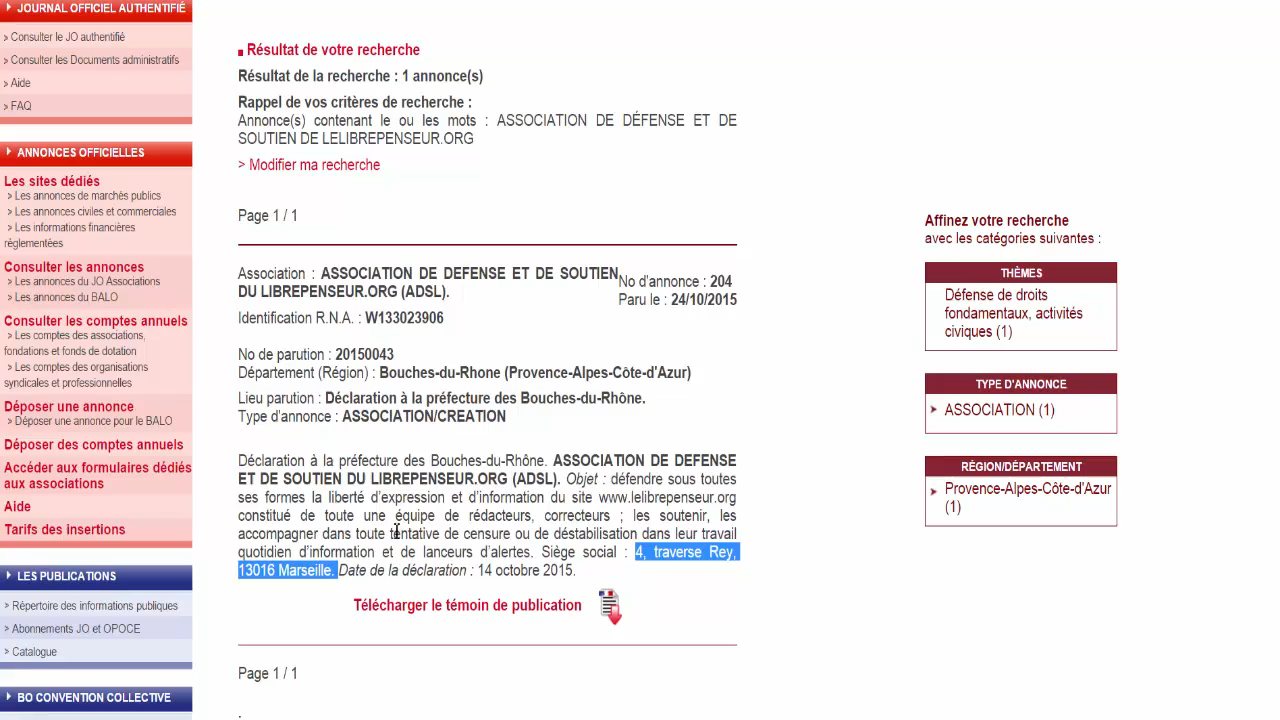 JOURNAL OFFICIEL AUTHENTIFIÉ
> Consulter le JO authentifié
> Consulter les Documents administratifs
> Aide
> FAQ
ANNONCES OFFICIELLES
Les sites dédiés
> Les annonces de marchés publics
> Les annonces civiles et commerciales
> Les informations financières
réglementées
Consulter les annonces
> Les annonces du JO Associations
> Les annonces du BALO
Consulter les comptes annuels
> Les comptes des associations,
fondations et fonds de dotation
> Les comptes des organisations
syndicales et professionnelles
Déposer une annonce
> Déposer une annonce pour le BALO
Déposer des comptes annuels
Accéder aux formulaires dédiés
aux associations
Aide
Tarifs des insertions
LES PUBLICATIONS
> Répertoire des informations publiques
> Abonnements JO et OPOCE
> Catalogue
BO CONVENTION COLLECTIVE
Résultat de votre recherche
Résultat de la recherche : 1 annonce(s)
Rappel de vos critères de recherche :
Annonce(s) contenant le ou les mots : ASSOCIATION DE DÉFENSE ET DE
SOUTIEN DE LELIBREPENSEUR.ORG
> Modifier ma recherche
Page 1 / 1
Association : ASSOCIATION DE DEFENSE ET DE SOUTIEN
DU LIBREPENSEUR.ORG (ADSL).
No d'annonce : 204
Paru le : 24/10/2015
Identification R.N.A. : W133023906
No de parution : 20150043
Département (Région) : Bouches-du-Rhone (Provence-Alpes-Côte-d'Azur)
Lieu parution : Déclaration à la préfecture des Bouches-du-Rhône.
Type d'annonce : ASSOCIATION/CREATION
Déclaration à la préfecture des Bouches-du-Rhône. ASSOCIATION DE DEFENSE
ET DE SOUTIEN DU LIBREPENSEUR.ORG (ADSL). Objet : défendre sous toutes
ses formes la liberté d'expression et d'information du site www.lelibrepenseur.org
constitué de toute une équipe de rédacteurs, correcteurs ; les soutenir, les
accompagner dans toute tentative de censure ou de déstabilisation dans leur travail
quotidien d'information et de lanceurs d'alertes. Siège social : 4, traverse Rey,
13016 Marseille. Date de la déclaration : 14 octobre 2015.
Télécharger le témoin de publication
Page 1 / 1
.
Affinez votre recherche
avec les catégories suivantes :
THÈMES
Défense de droits
fondamentaux, activités
civiques (1)
TYPE D'ANNONCE
ASSOCIATION (1)
RÉGION/DÉPARTEMENT
Provence-Alpes-Côte-d'Azur
(1)